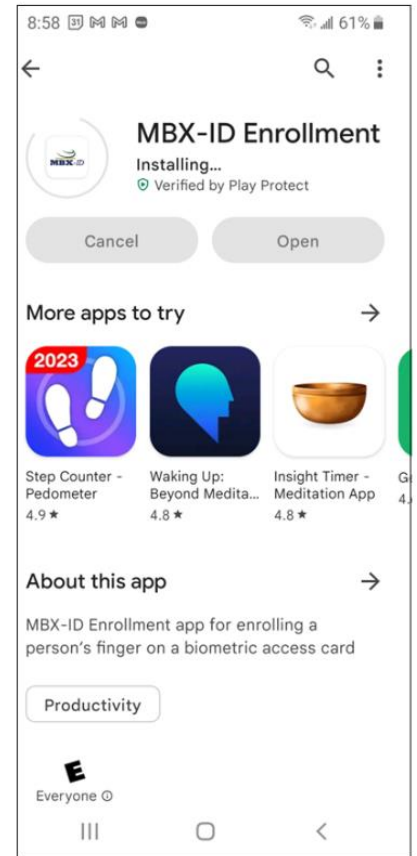 8:58 31 61%
MBX-ID
MBX-ID Enrollment
Installing...
Verified by Play Protect
Cancel Open
More apps to try
2023
Step Counter - Pedometer
4.9 ★
Waking Up: Beyond Medita...
4.8 ★
Insight Timer - Meditation App
4.8 ★
About this app
MBX-ID Enrollment app for enrolling a
person's finger on a biometric access card
Productivity
E
Everyone